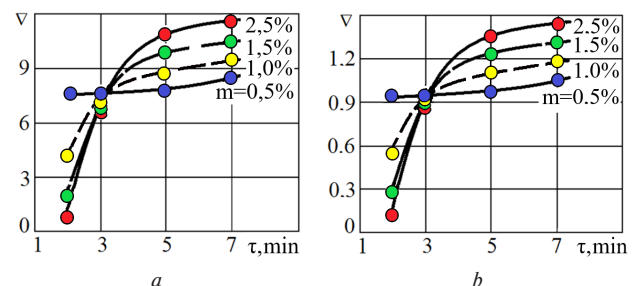 ∇
2,5%
1,5%
1,0%
m=0,5%
9
6
3
0
1 3 5 7 τ,min
a
∇
2.5%
1.5%
1.0%
m=0.5%
1.2
0.9
0.6
0.3
0
1 3 5 7 τ,min
b